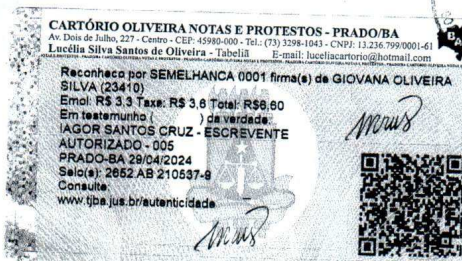 CARTÓRIO OLIVEIRA NOTAS E PROTESTOS - PRADO/BA
Av. Dois de Julho, 227 - Centro - CEP: 45980-000 - Tel.: (73) 3298-1043 - CNPJ: 13.236.799/0001-61
Lucélia Silva Santos de Oliveira - Tabeliã E-mail: luceliacartorio@hotmail.com
Reconheço por SEMELHANCA 0001 firma(s) de GIOVANA OLIVEIRA
SILVA (23410)
Emol: R$ 3,3 Taxa: R$ 3,6 Total: R$6,60
Em testemunho ( ) da verdade.
IAGOR SANTOS CRUZ - ESCREVENTE
AUTORIZADO - 005
PRADO-BA 29/04/2024
Selo(s): 2652 AB 210537-9
Consulte:
www.tjba.jus.br/autenticidade